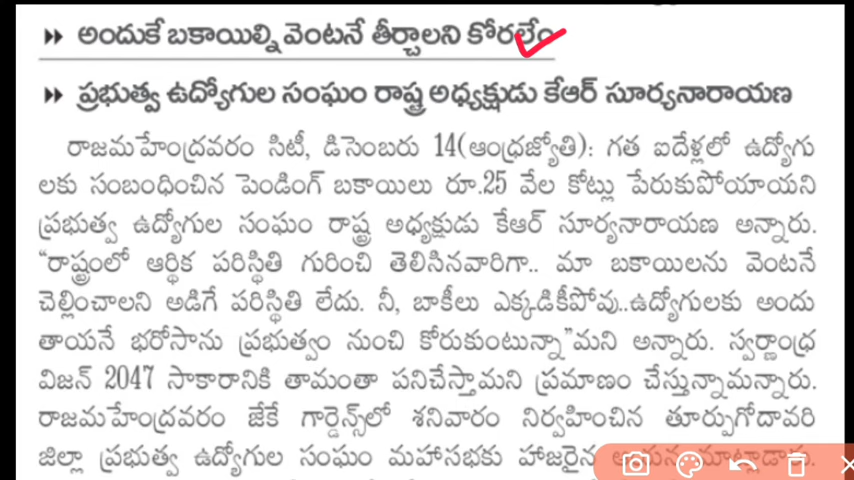 ▸▸ అందుకే బకాయిల్ని వెంటనే తీర్చాలని కోరలేం
▸▸ ప్రభుత్వ ఉద్యోగుల సంఘం రాష్ట్ర అధ్యక్షుడు కేఆర్ సూర్యనారాయణ
రాజమహేంద్రవరం సిటీ, డిసెంబరు 14(ఆంధ్రజ్యోతి): గత ఐదేళ్లలో ఉద్యోగు
లకు సంబంధించిన పెండింగ్ బకాయిలు రూ.25 వేల కోట్లు పేరుకుపోయాయని
ప్రభుత్వ ఉద్యోగుల సంఘం రాష్ట్ర అధ్యక్షుడు కేఆర్ సూర్యనారాయణ అన్నారు.
“రాష్ట్రంలో ఆర్థిక పరిస్థితి గురించి తెలిసినవారిగా.. మా బకాయిలను వెంటనే
చెల్లించాలని అడిగే పరిస్థితి లేదు. నీ, బాకీలు ఎక్కడికీపోవు..ఉద్యోగులకు అందు
తాయనే భరోసాను ప్రభుత్వం నుంచి కోరుకుంటున్నా”మని అన్నారు. స్వర్ణాంధ్ర
విజన్ 2047 సాకారానికి తామంతా పనిచేస్తామని ప్రమాణం చేస్తున్నామన్నారు.
రాజమహేంద్రవరం జేకే గార్డెన్స్‌లో శనివారం నిర్వహించిన తూర్పుగోదావరి
జిల్లా ప్రభుత్వ ఉద్యోగుల సంఘం మహాసభకు హాజరైన ఆయన మాట్లాడారు.